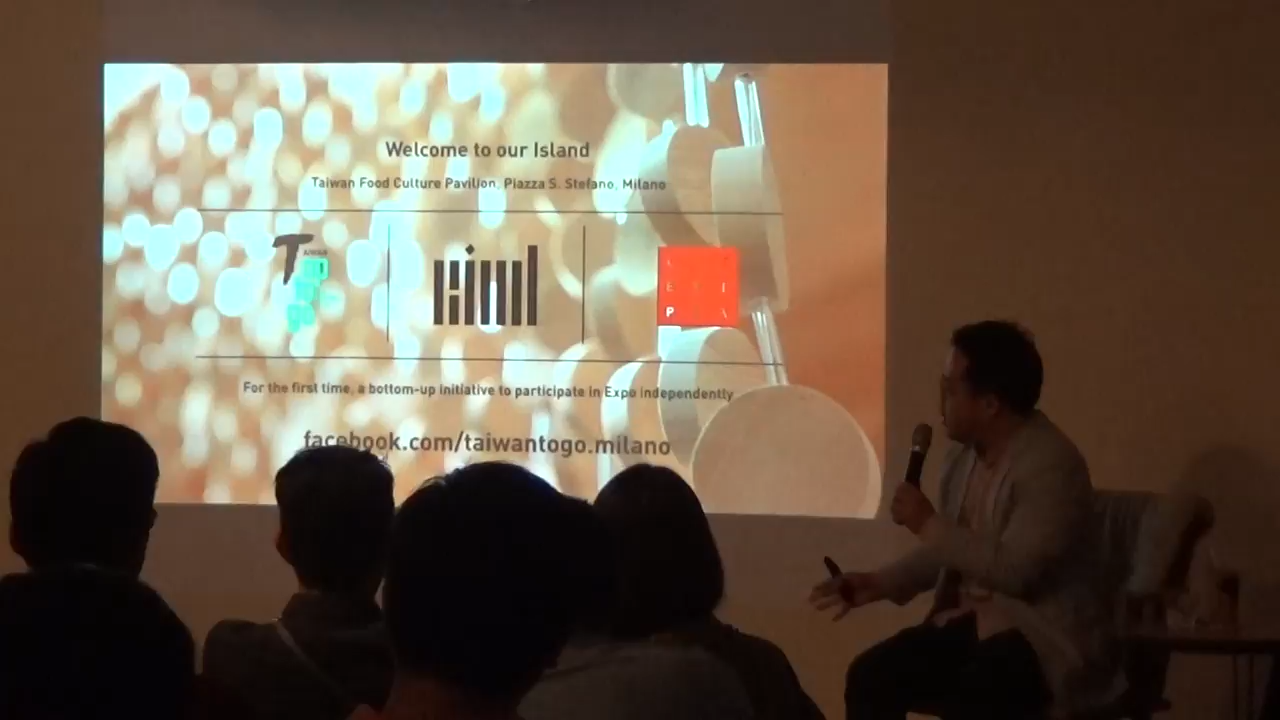 Welcome to our Island
Taiwan Food Culture Pavilion, Piazza S. Stefano, Milano
TAIWAN
For the first time, a bottom-up initiative to participate in Expo independently
facebook.com/taiwantogo.milano